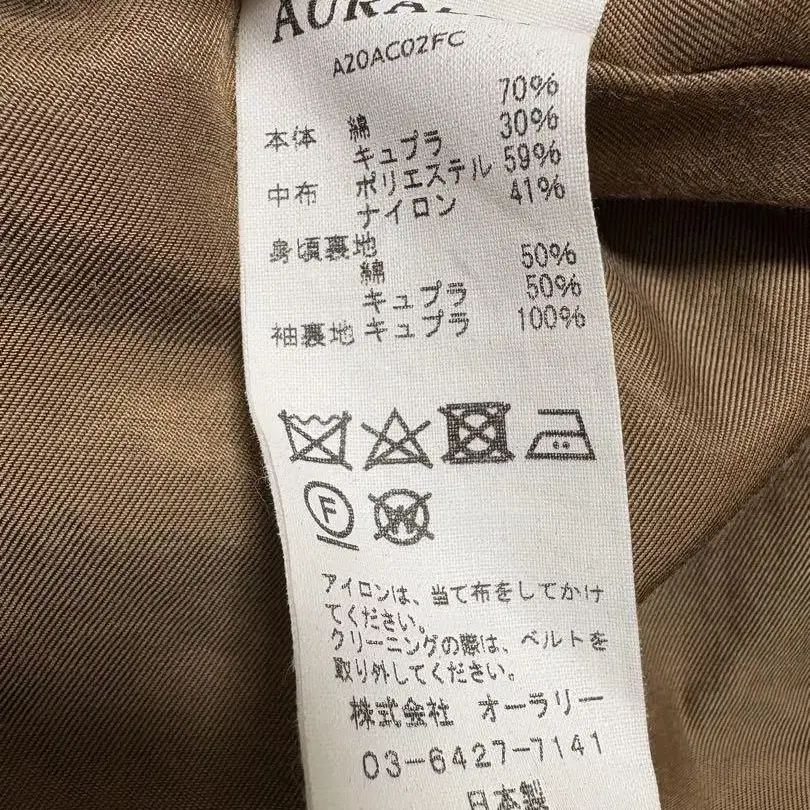 AURA
A20AC02FC
70%
本体 綿 30%
キュプラ 59%
中布 ポリエステル 41%
ナイロン
身頃裏地
綿 50%
キュプラ 50%
袖裏地 キュプラ 100%
F
W
アイロンは、当て布をしてかけ
てください。
クリーニングの際は、ベルトを
取り外してください。
株式会社 オーラリー
03-6427-7141
日本製